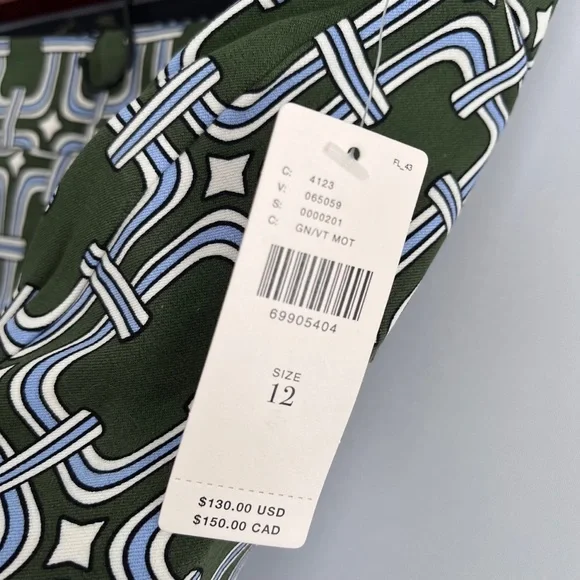 FL_43
C: 4123
V: 065059
S: 0000201
C: GN/VT MOT
69905404
SIZE
12
$130.00 USD
$150.00 CAD